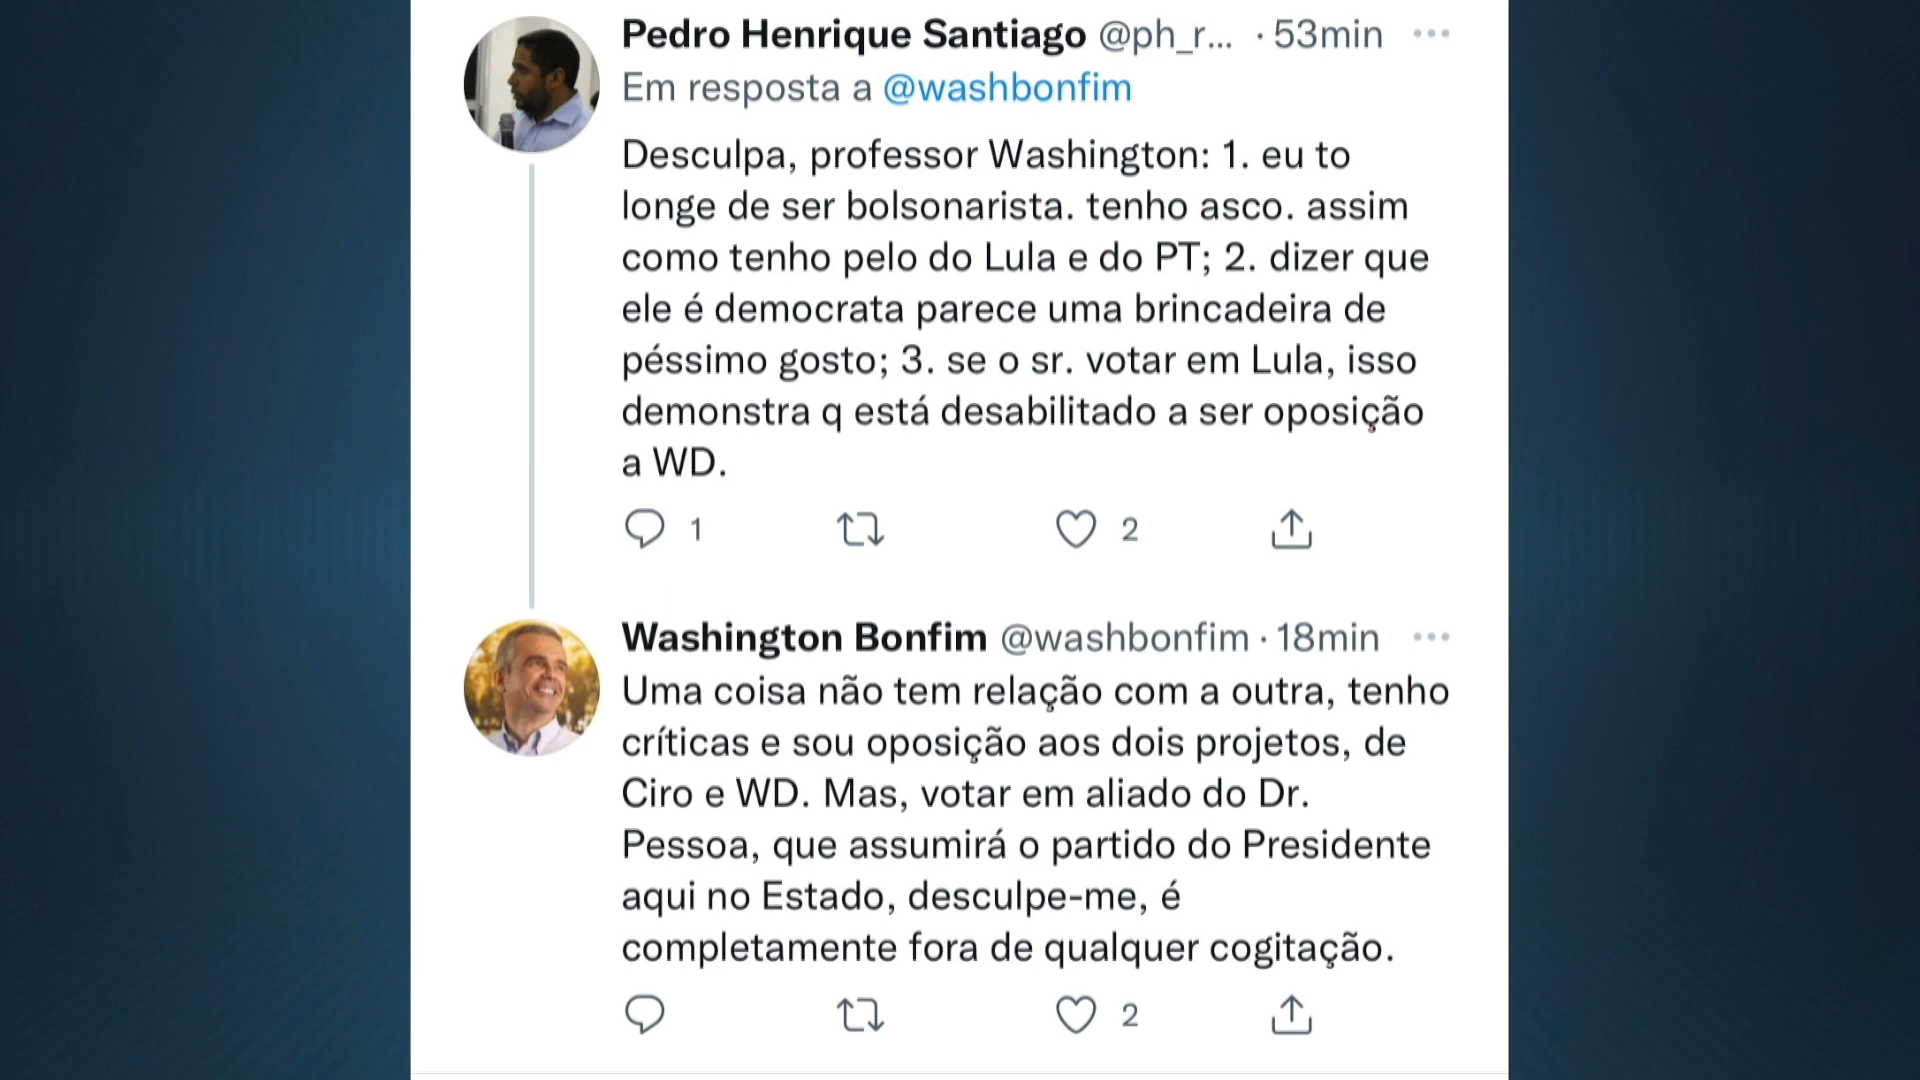 Pedro Henrique Santiago @ph_r... · 53min
Em resposta a @washbonfim
Desculpa, professor Washington: 1. eu to
longe de ser bolsonarista. tenho asco. assim
como tenho pelo do Lula e do PT; 2. dizer que
ele é democrata parece uma brincadeira de
péssimo gosto; 3. se o sr. votar em Lula, isso
demonstra q está desabilitado a ser oposição
a WD.
1 2
Washington Bonfim @washbonfim · 18min
Uma coisa não tem relação com a outra, tenho
críticas e sou oposição aos dois projetos, de
Ciro e WD. Mas, votar em aliado do Dr.
Pessoa, que assumirá o partido do Presidente
aqui no Estado, desculpe-me, é
completamente fora de qualquer cogitação.
2